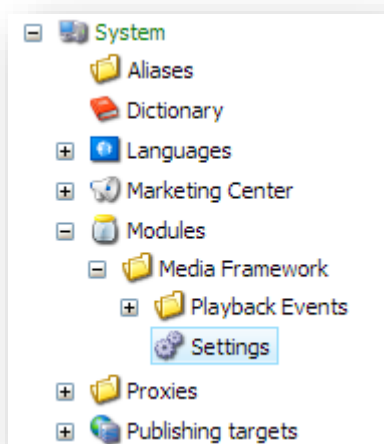 System
Aliases
Dictionary
Languages
Marketing Center
Modules
Media Framework
Playback Events
Settings
Proxies
Publishing targets